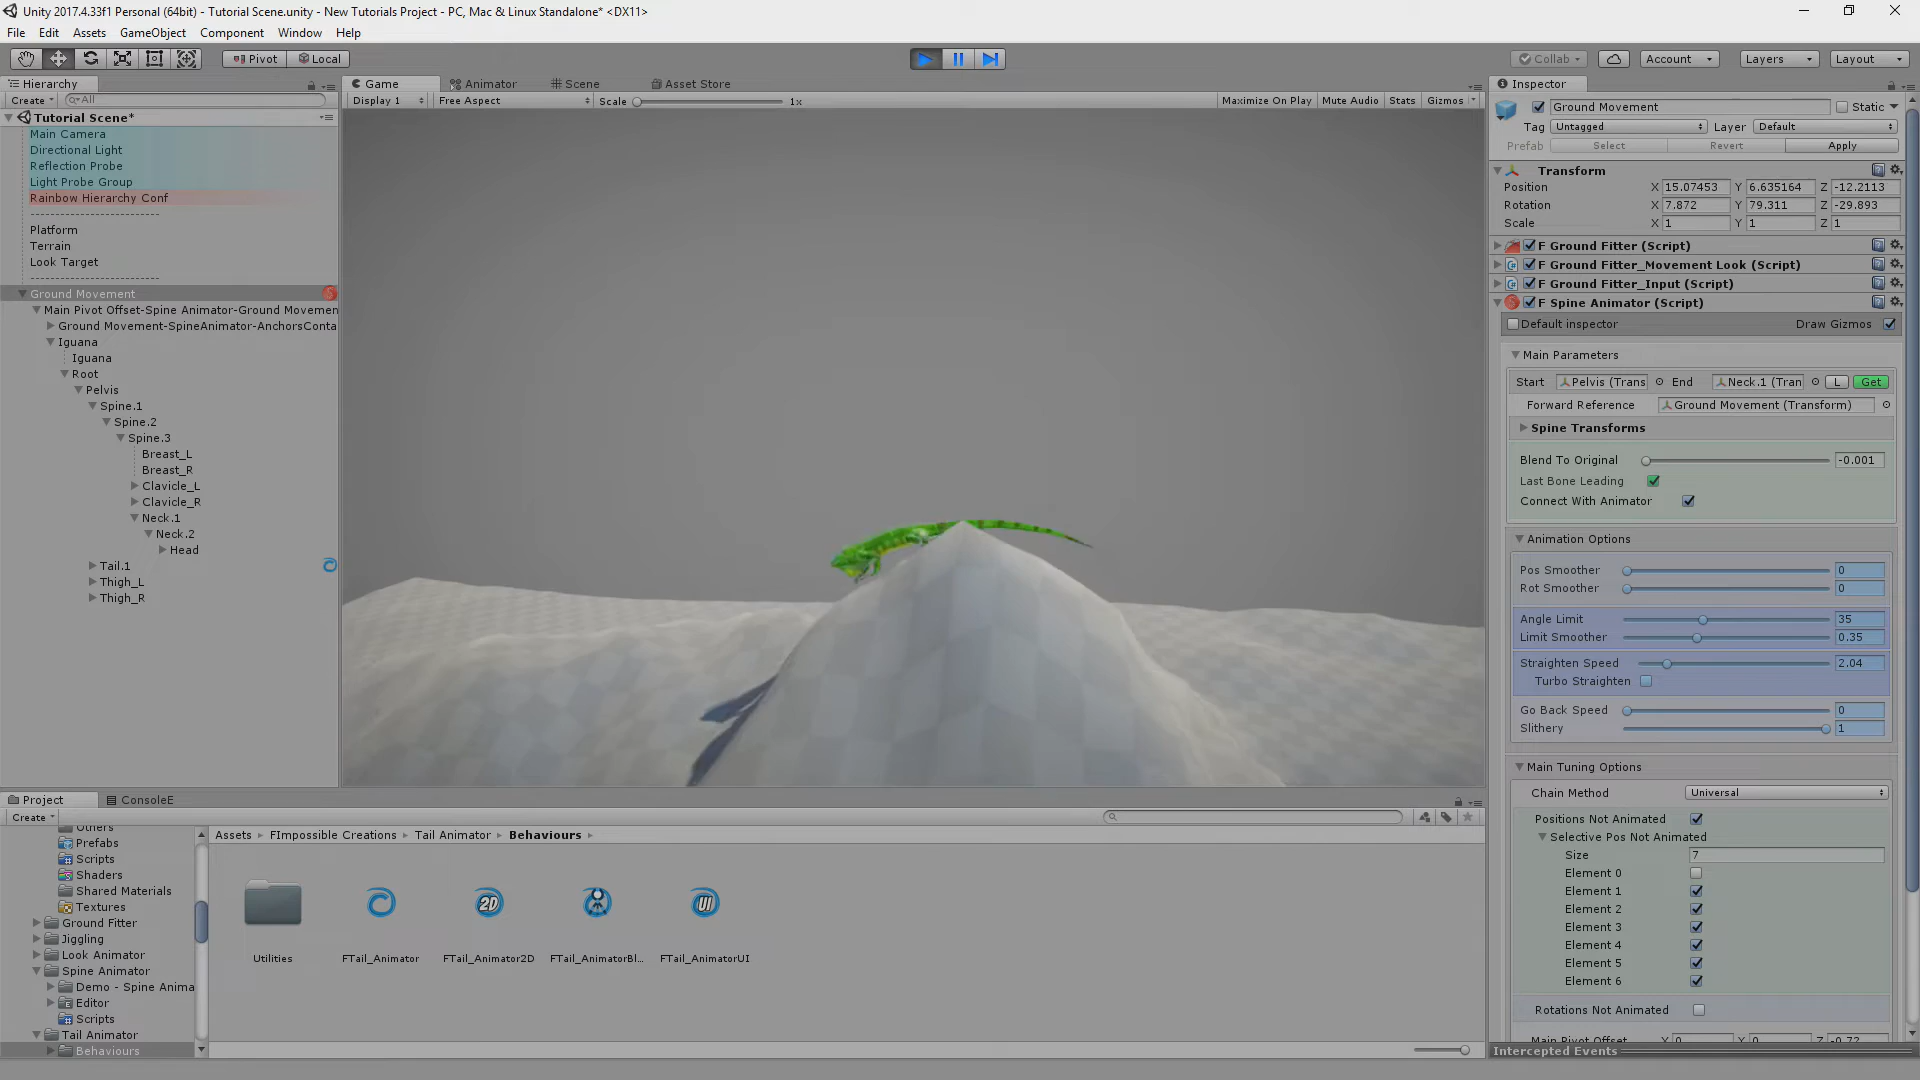 Unity 2017.4.33f1 Personal (64bit) - Tutorial Scene.unity - New Tutorials Project - PC, Mac & Linux Standalone* <DX11>
File Edit Assets GameObject Component Window Help
Pivot Local Collab Account Layers Layout
Hierarchy
Create All
Tutorial Scene*
Main Camera
Directional Light
Reflection Probe
Light Probe Group
Rainbow Hierarchy Conf
---------------------------
Platform
Terrain
Look Target
---------------------------
Ground Movement
Main Pivot Offset-Spine Animator-Ground Movemen
Ground Movement-SpineAnimator-AnchorsConta
Iguana
Iguana
Root
Pelvis
Spine.1
Spine.2
Spine.3
Breast_L
Breast_R
Clavicle_L
Clavicle_R
Neck.1
Neck.2
Head
Tail.1
Thigh_L
Thigh_R
Game Animator Scene Asset Store
Display 1 Free Aspect Scale 1x Maximize On Play Mute Audio Stats Gizmos
Inspector
Ground Movement Static
Tag Untagged Layer Default
Prefab Select Revert Apply
Transform
Position X 15.07453 Y 6.635164 Z -12.2113
Rotation X 7.872 Y 79.311 Z -29.893
Scale X 1 Y 1 Z 1
F Ground Fitter (Script)
F Ground Fitter_Movement Look (Script)
F Ground Fitter_Input (Script)
F Spine Animator (Script)
Default inspector Draw Gizmos
Main Parameters
Start Pelvis (Trans End Neck.1 (Tran L Get
Forward Reference Ground Movement (Transform)
Spine Transforms
Blend To Original -0.001
Last Bone Leading
Connect With Animator
Animation Options
Pos Smoother 0
Rot Smoother 0
Angle Limit 35
Limit Smoother 0.35
Straighten Speed 2.04
Turbo Straighten
Go Back Speed 0
Slithery 1
Main Tuning Options
Chain Method Universal
Positions Not Animated
Selective Pos Not Animated
Size 7
Element 0
Element 1
Element 2
Element 3
Element 4
Element 5
Element 6
Rotations Not Animated
Main Pivot Offset X 0 Y 0 Z -0.72
Intercepted Events
Project ConsoleE
Create
Others
Prefabs
Scripts
Shaders
Shared Materials
Textures
Ground Fitter
Jiggling
Look Animator
Spine Animator
Demo - Spine Anima
Editor
Scripts
Tail Animator
Behaviours
Assets FImpossible Creations Tail Animator Behaviours
2D UI
Utilities FTail_Animator FTail_Animator2D FTail_AnimatorBl... FTail_AnimatorUI